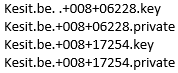 Kesit.be. .+008+06228.key
Kesit.be.+008+06228.private
Kesit.be.+008+17254.key
Kesit.be.+008+17254.private